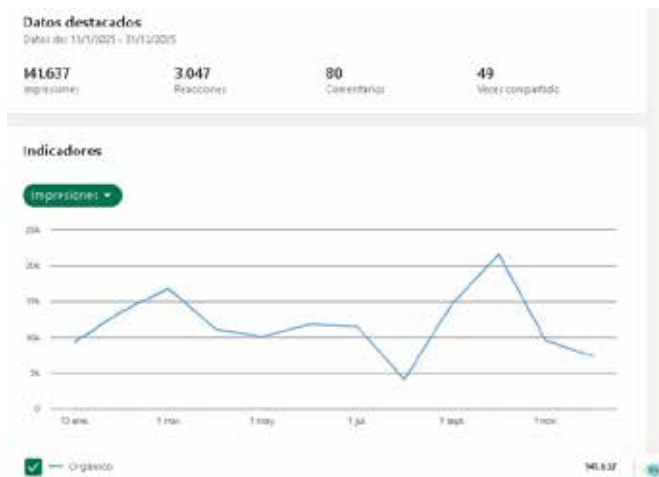 Datos destacados
Datos de: 13/1/2025 - 31/12/2025
141.637 3.047 80 49
Impresiones Reacciones Comentarios Veces compartido
Indicadores
Impresiones
25k
20k
15k
10k
5k
0
13 ene. 1 mar. 1 may. 1 jul. 1 sept. 1 nov.
Orgánico 141.637